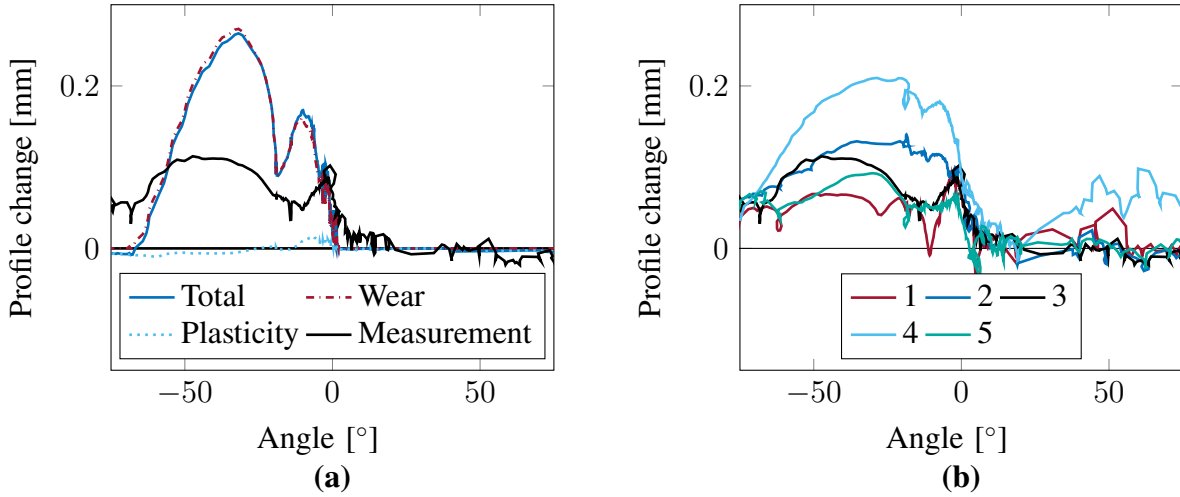 Profile change [mm]
0.2
0
Total Wear
Plasticity Measurement
−50 0 50
Angle [°]
(a)
Profile change [mm]
0.2
0
1 2 3
4 5
−50 0 50
Angle [°]
(b)